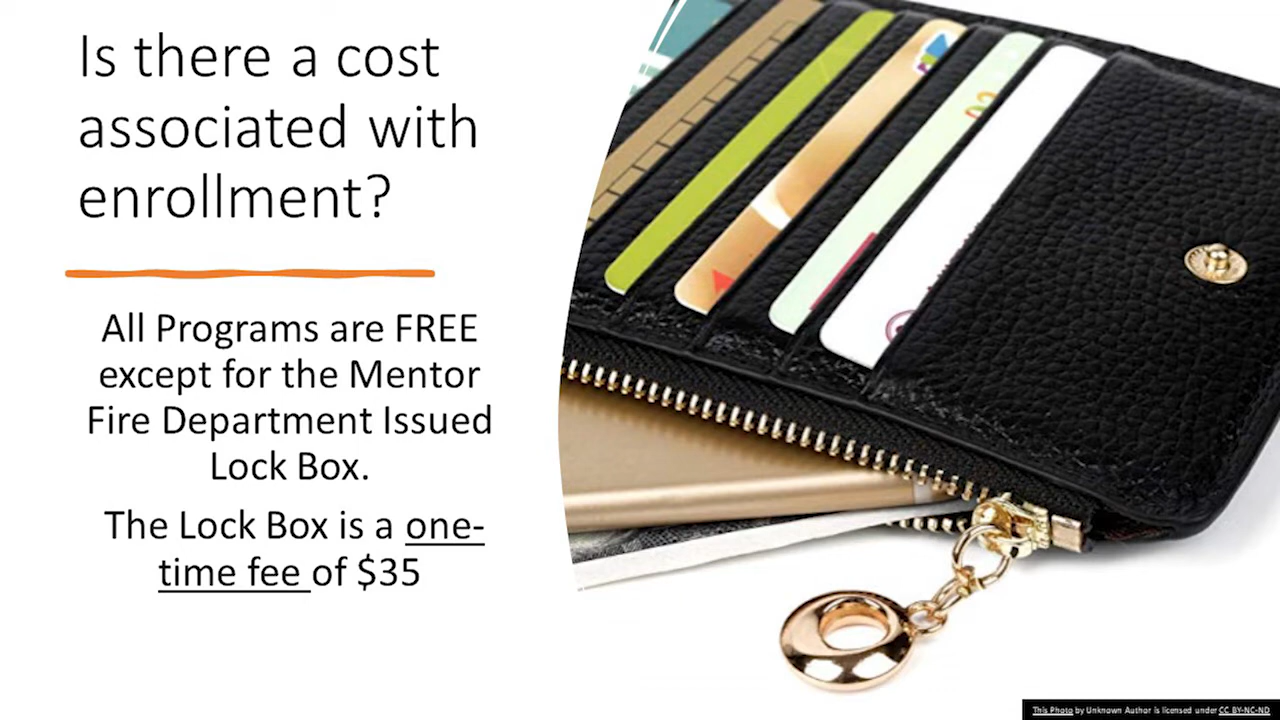 Is there a cost
associated with
enrollment?
All Programs are FREE
except for the Mentor
Fire Department Issued
Lock Box.
The Lock Box is a one-
time fee of $35
This Photo by Unknown Author is licensed under CC BY-NC-ND